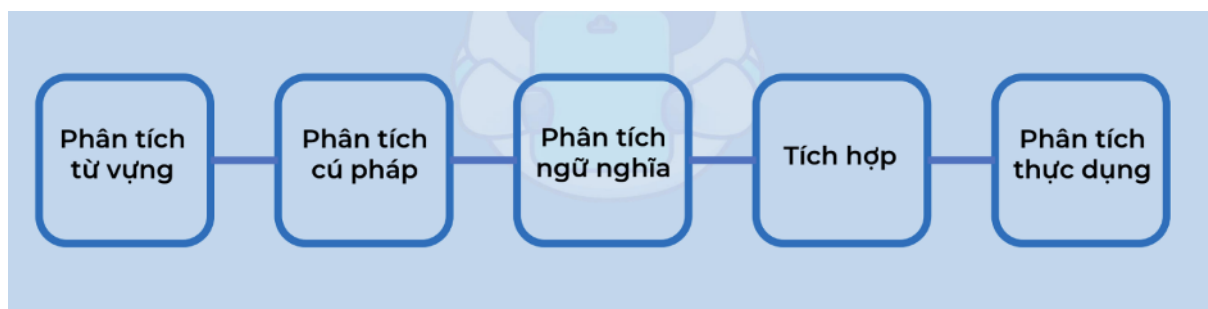 Phân tích
từ vựng
Phân tích
cú pháp
Phân tích
ngữ nghĩa
Tích hợp
Phân tích
thực dụng